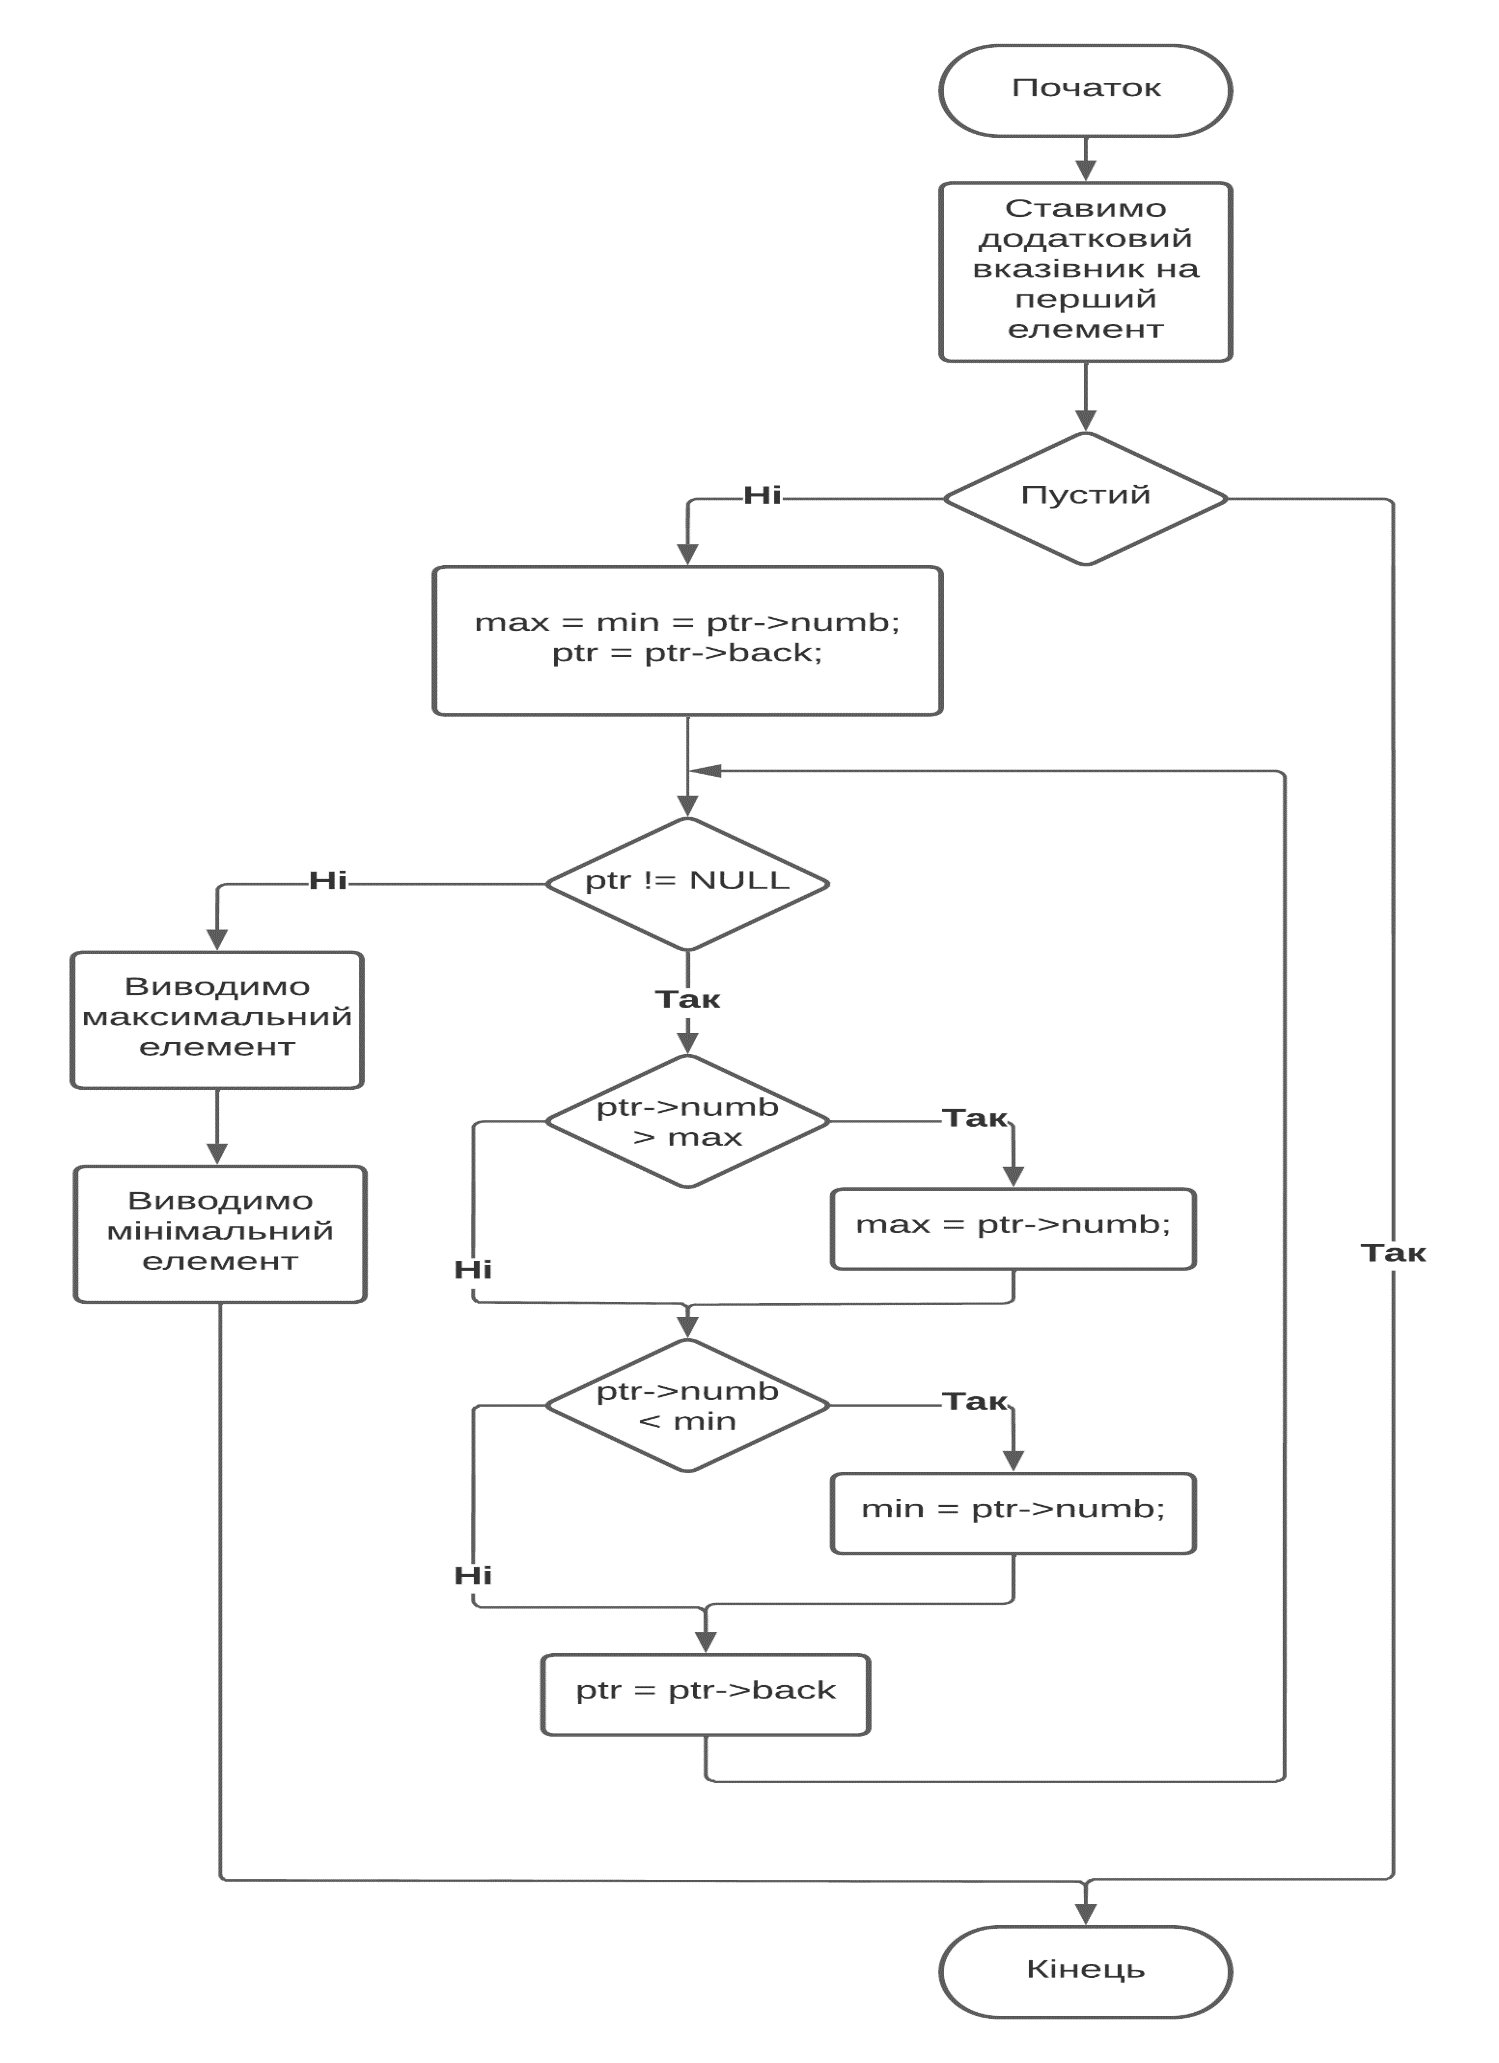 Початок
Ставимо
додатковий
вказівник на
перший
елемент
Пустий
Ні
max = min = ptr->numb;
ptr = ptr->back;
ptr != NULL
Ні
Виводимо
максимальний
елемент
Так
ptr->numb
> max
Так
max = ptr->numb;
Виводимо
мінімальний
елемент
Ні
Так
ptr->numb
< min
Так
min = ptr->numb;
Ні
ptr = ptr->back
Кінець